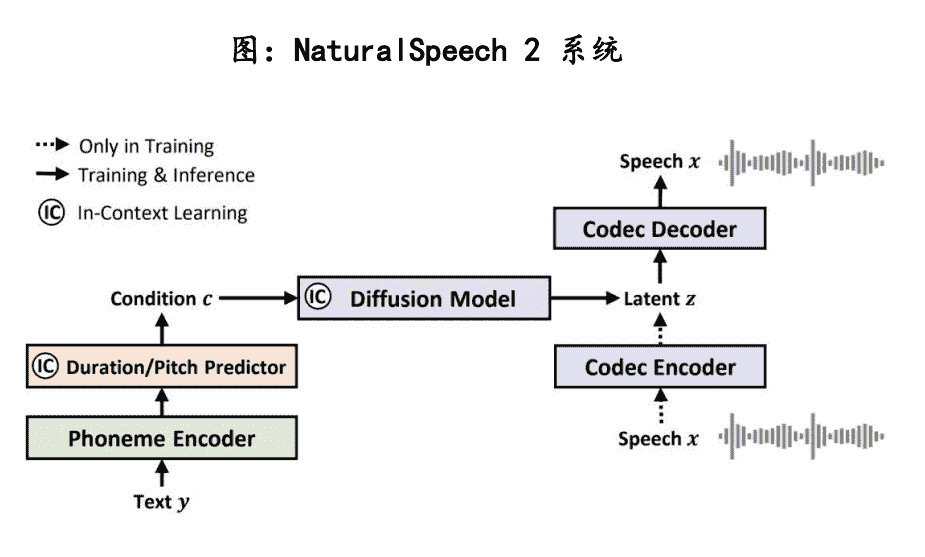 图：NaturalSpeech 2 系统
Only in Training
Training & Inference
IC In-Context Learning
Speech x
Codec Decoder
Condition c
IC Diffusion Model
Latent z
IC Duration/Pitch Predictor
Codec Encoder
Phoneme Encoder
Speech x
Text y